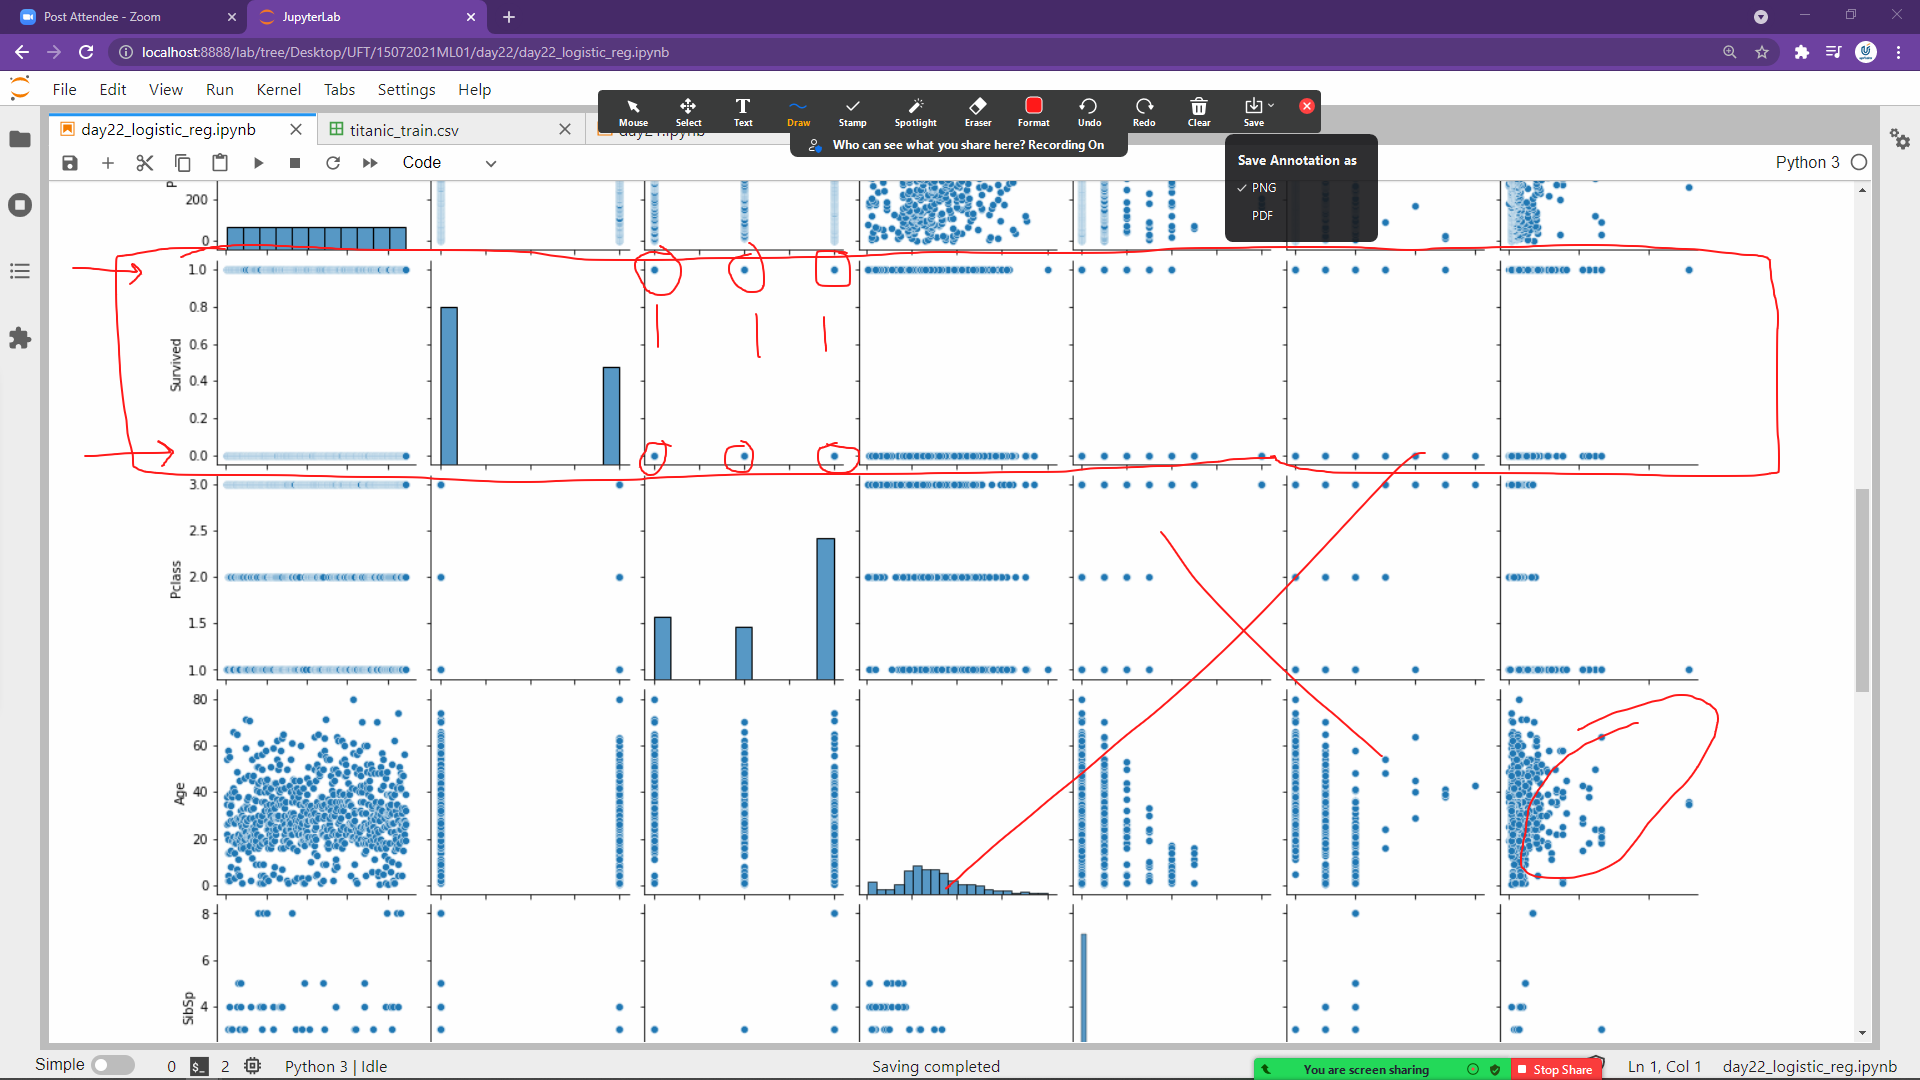 Post Attendee - Zoom
JupyterLab
localhost:8888/lab/tree/Desktop/UFT/15072021ML01/day22/day22_logistic_reg.ipynb
File Edit View Run Kernel Tabs Settings Help
Mouse Select Text Draw Stamp Spotlight Eraser Format Undo Redo Clear Save
day22_logistic_reg.ipynb
titanic_train.csv
Who can see what you share here? Recording On
Code
Python 3
Save Annotation as
PNG
PDF
200
0
1.0
0.8
0.6
0.4
0.2
0.0
Survived
3.0
2.5
2.0
1.5
1.0
Pclass
80
60
40
20
0
Age
8
6
4
SibSp
Simple 0 2 Python 3 | Idle
Saving completed
You are screen sharing
Stop Share
Ln 1, Col 1
day22_logistic_reg.ipynb